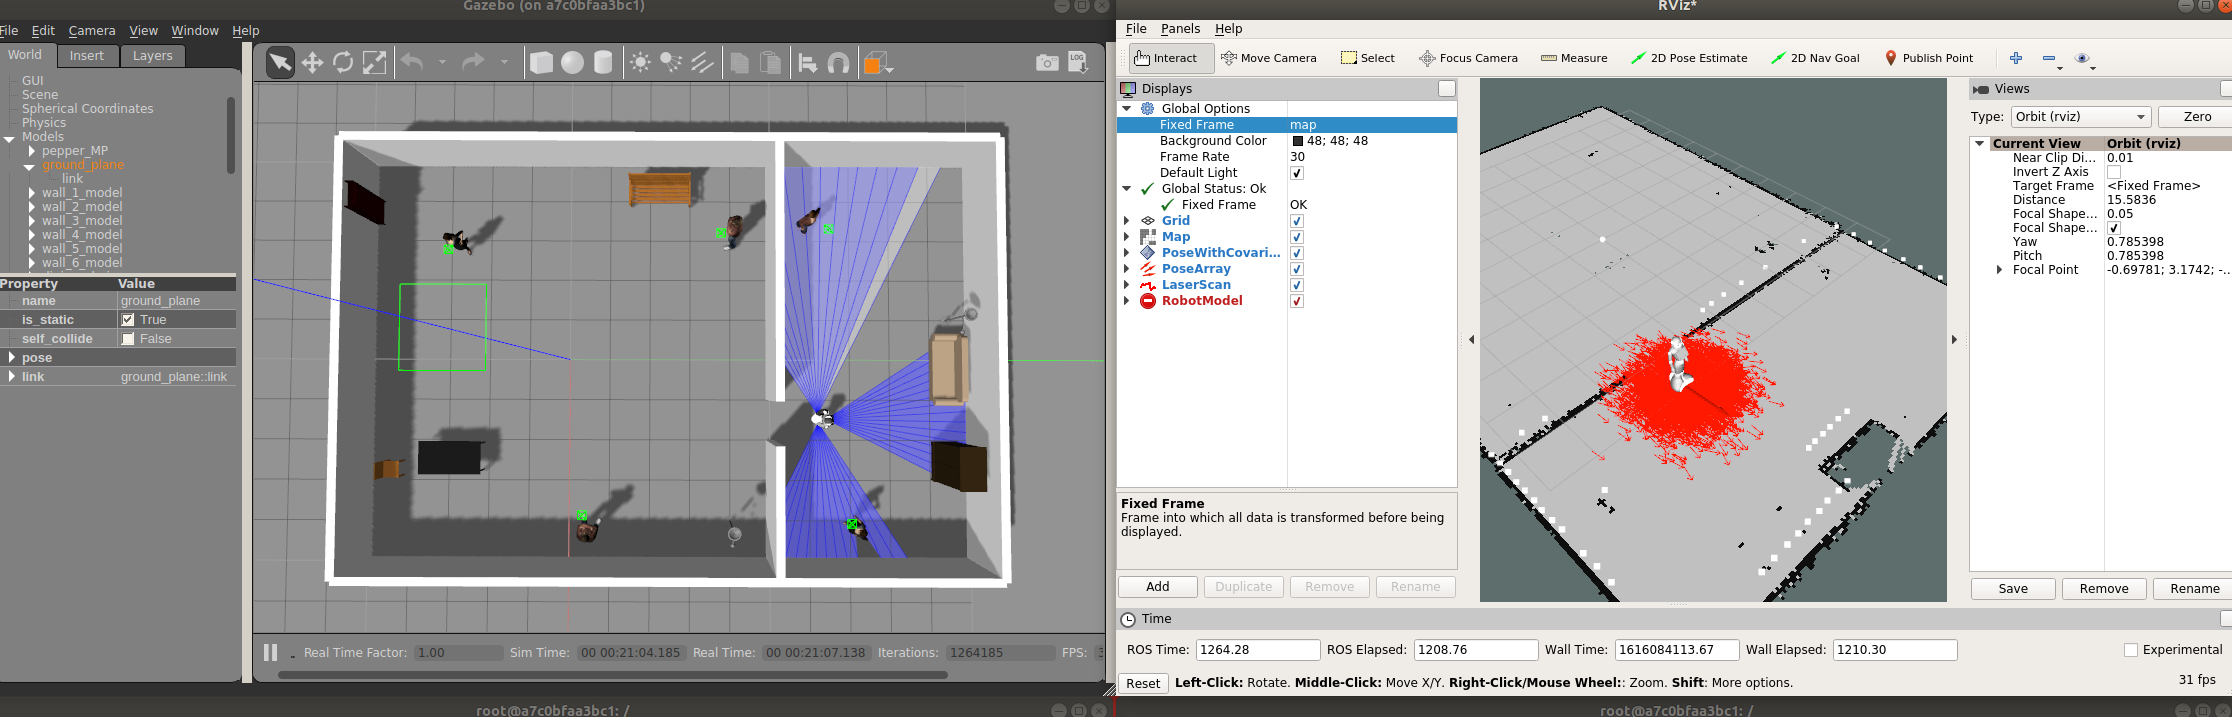 Gazebo (on a7c0bfaa3bc1)
File Edit Camera View Window Help
World Insert Layers
GUI
Scene
Spherical Coordinates
Physics
Models
pepper_MP
ground_plane
link
wall_1_model
wall_2_model
wall_3_model
wall_4_model
wall_5_model
wall_6_model
Property Value
name ground_plane
is_static True
self_collide False
pose
link ground_plane::link
LOG
Real Time Factor: 1.00 Sim Time: 00 00:21:04.185 Real Time: 00 00:21:07.138 Iterations: 1264185 FPS:
root@a7c0bfaa3bc1: /
RViz*
File Panels Help
Interact Move Camera Select Focus Camera Measure 2D Pose Estimate 2D Nav Goal Publish Point
Displays
Global Options
Fixed Frame map
Background Color 48; 48; 48
Frame Rate 30
Default Light
Global Status: Ok
Fixed Frame OK
Grid
Map
PoseWithCovari...
PoseArray
LaserScan
RobotModel
Fixed Frame
Frame into which all data is transformed before being
displayed.
Add Duplicate Remove Rename
Views
Type: Orbit (rviz) Zero
Current View Orbit (rviz)
Near Clip Di... 0.01
Invert Z Axis
Target Frame <Fixed Frame>
Distance 15.5836
Focal Shape... 0.05
Focal Shape...
Yaw 0.785398
Pitch 0.785398
Focal Point -0.69781; 3.1742; -...
Save Remove Rename
Time
ROS Time: 1264.28 ROS Elapsed: 1208.76 Wall Time: 1616084113.67 Wall Elapsed: 1210.30 Experimental
Reset Left-Click: Rotate. Middle-Click: Move X/Y. Right-Click/Mouse Wheel:: Zoom. Shift: More options. 31 fps
root@a7c0bfaa3bc1: /